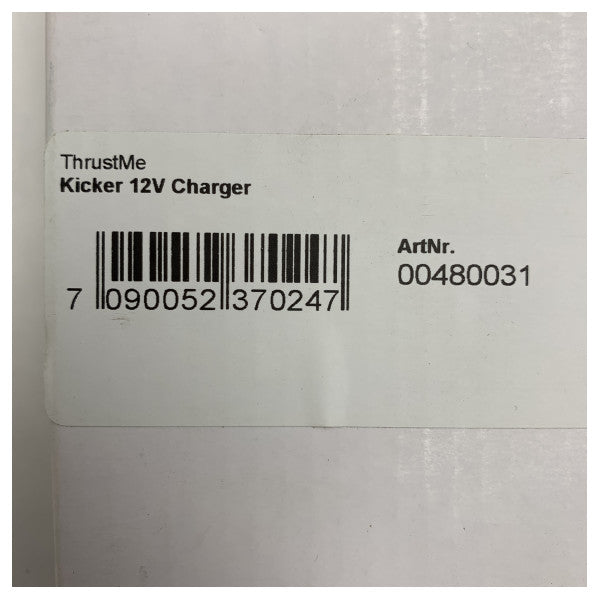 ThrustMe
Kicker 12V Charger
7 090052 370247
ArtNr.
00480031